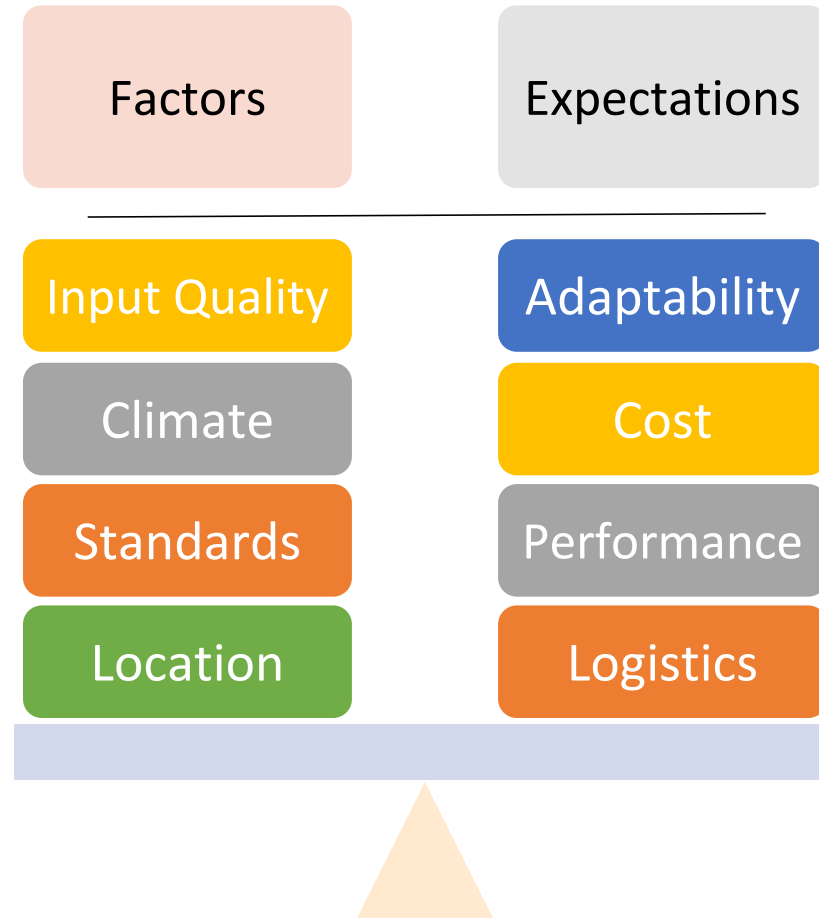 Factors
Expectations
Input Quality
Adaptability
Climate
Cost
Standards
Performance
Location
Logistics